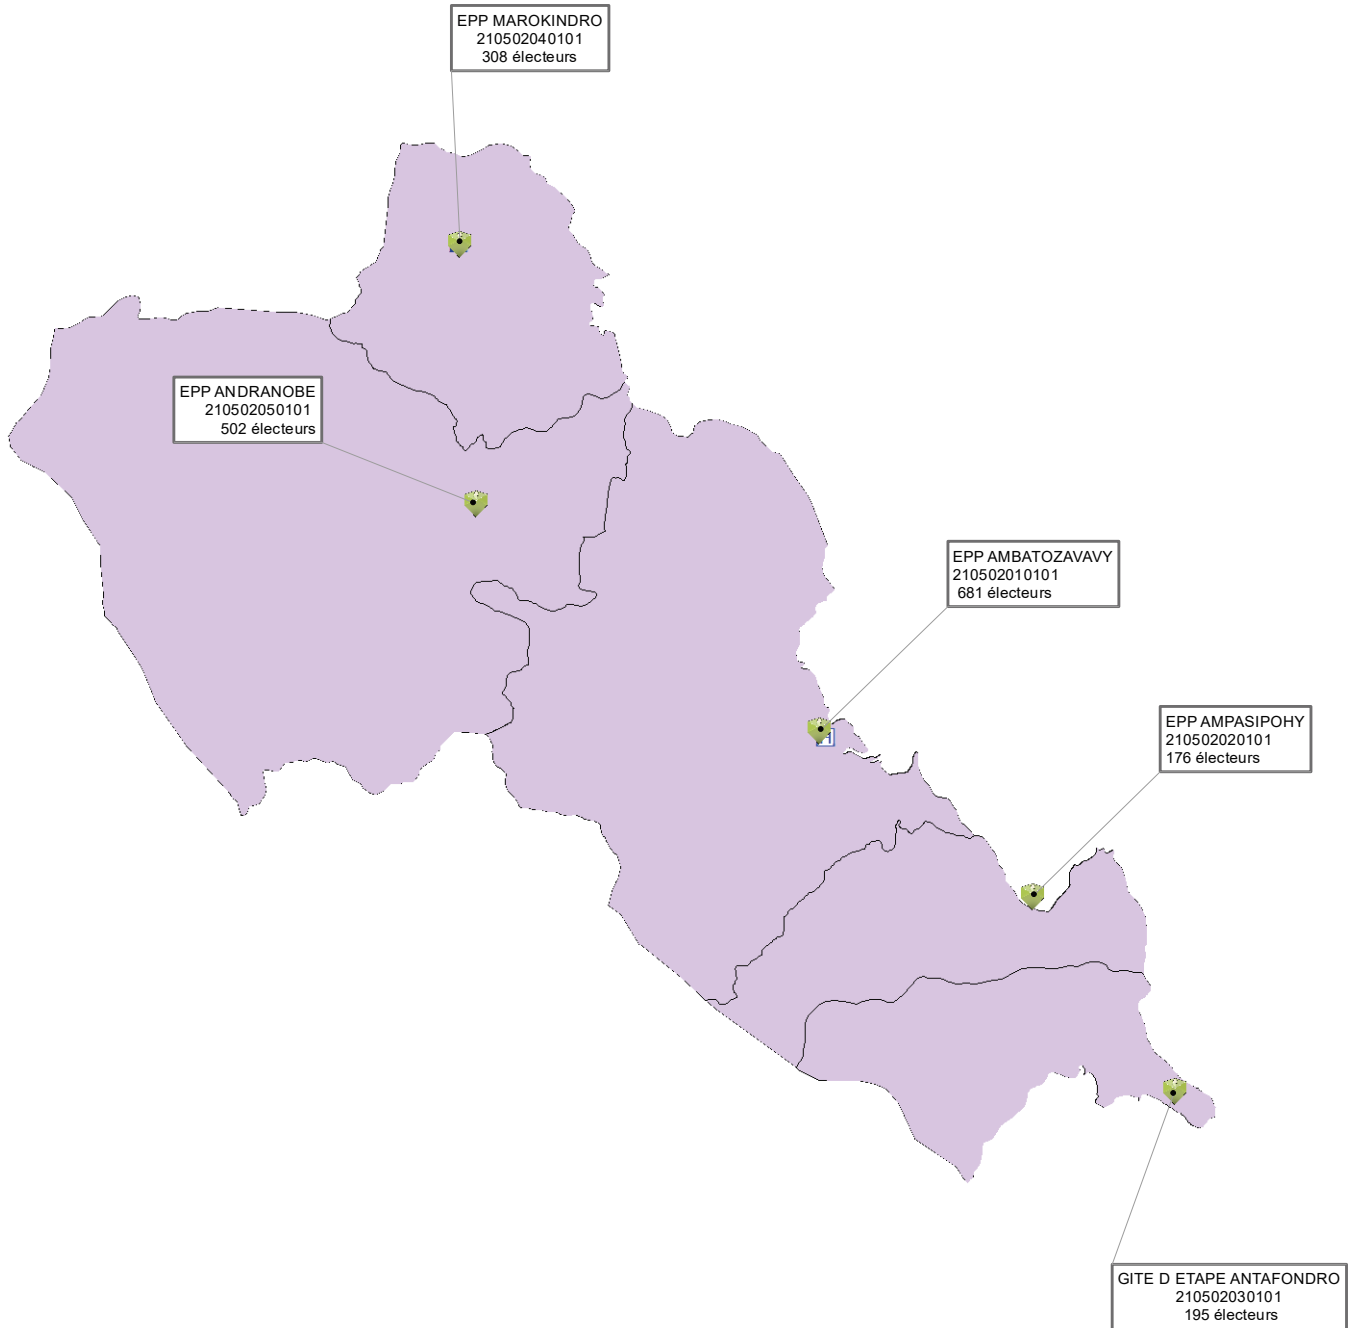 EPP MAROKINDRO
210502040101
308 électeurs
EPP ANDRANOBE
210502050101
502 électeurs
EPP AMBATOZAVAVY
210502010101
681 électeurs
EPP AMPASIPOHY
210502020101
176 électeurs
GITE D ETAPE ANTAFONDRO
210502030101
195 électeurs